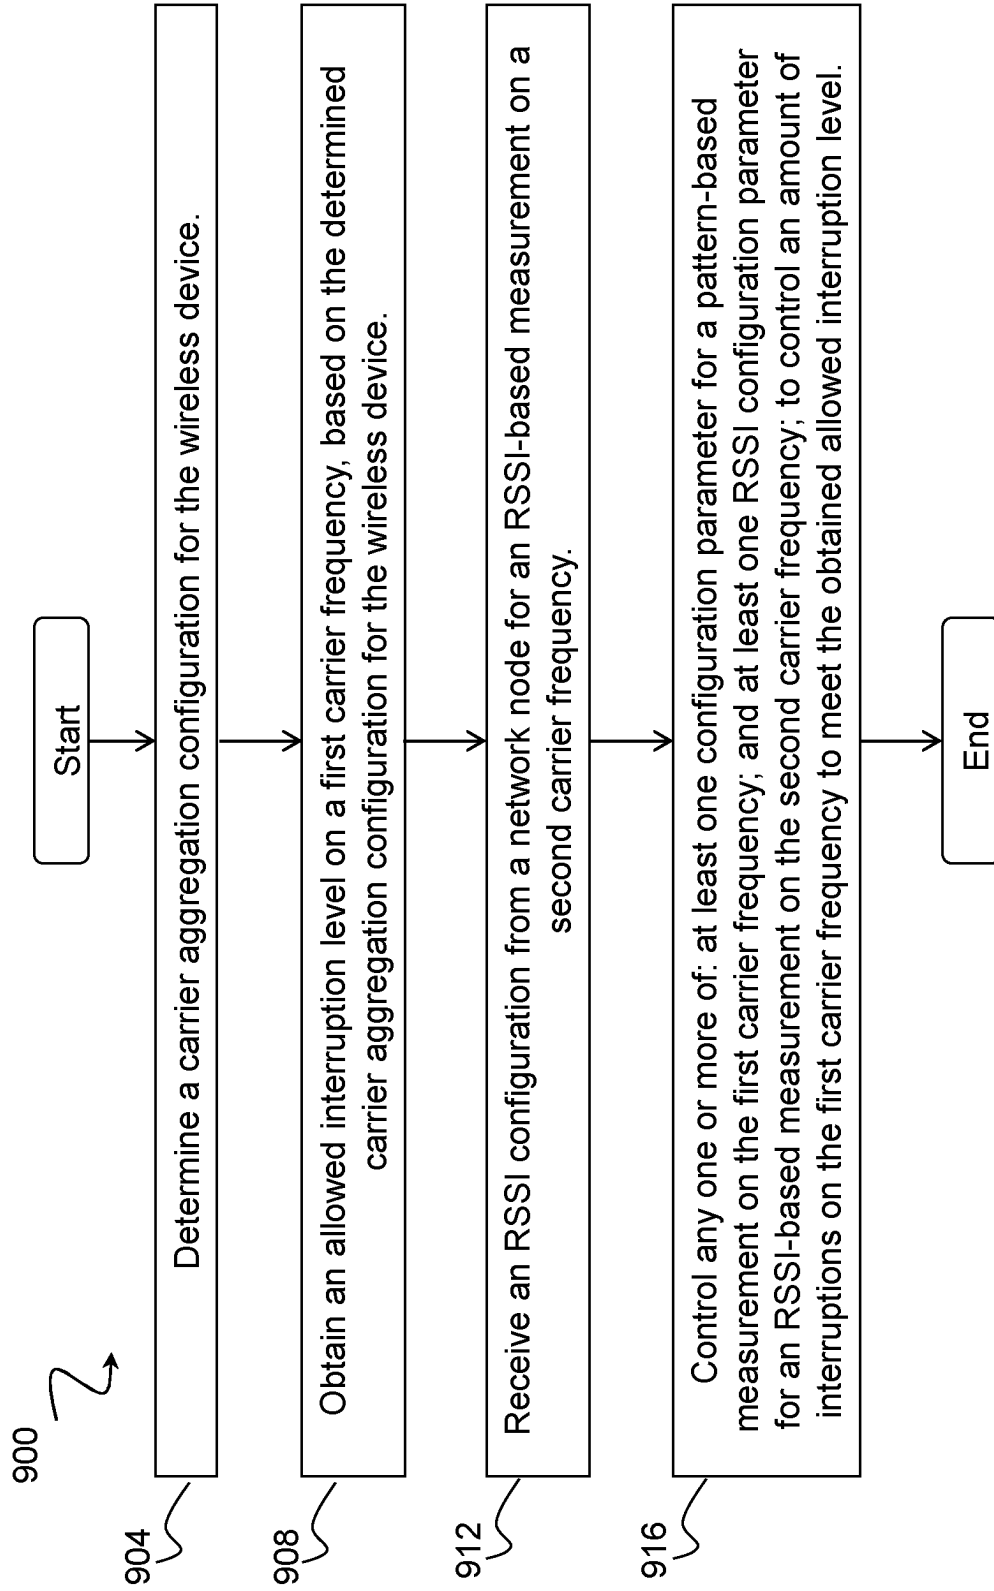 900
Start
904
Determine a carrier aggregation configuration for the wireless device.
908
Obtain an allowed interruption level on a first carrier frequency, based on the determined
carrier aggregation configuration for the wireless device.
912
Receive an RSSI configuration from a network node for an RSSI-based measurement on a
second carrier frequency.
916
Control any one or more of: at least one configuration parameter for a pattern-based
measurement on the first carrier frequency; and at least one RSSI configuration parameter
for an RSSI-based measurement on the second carrier frequency; to control an amount of
interruptions on the first carrier frequency to meet the obtained allowed interruption level.
End